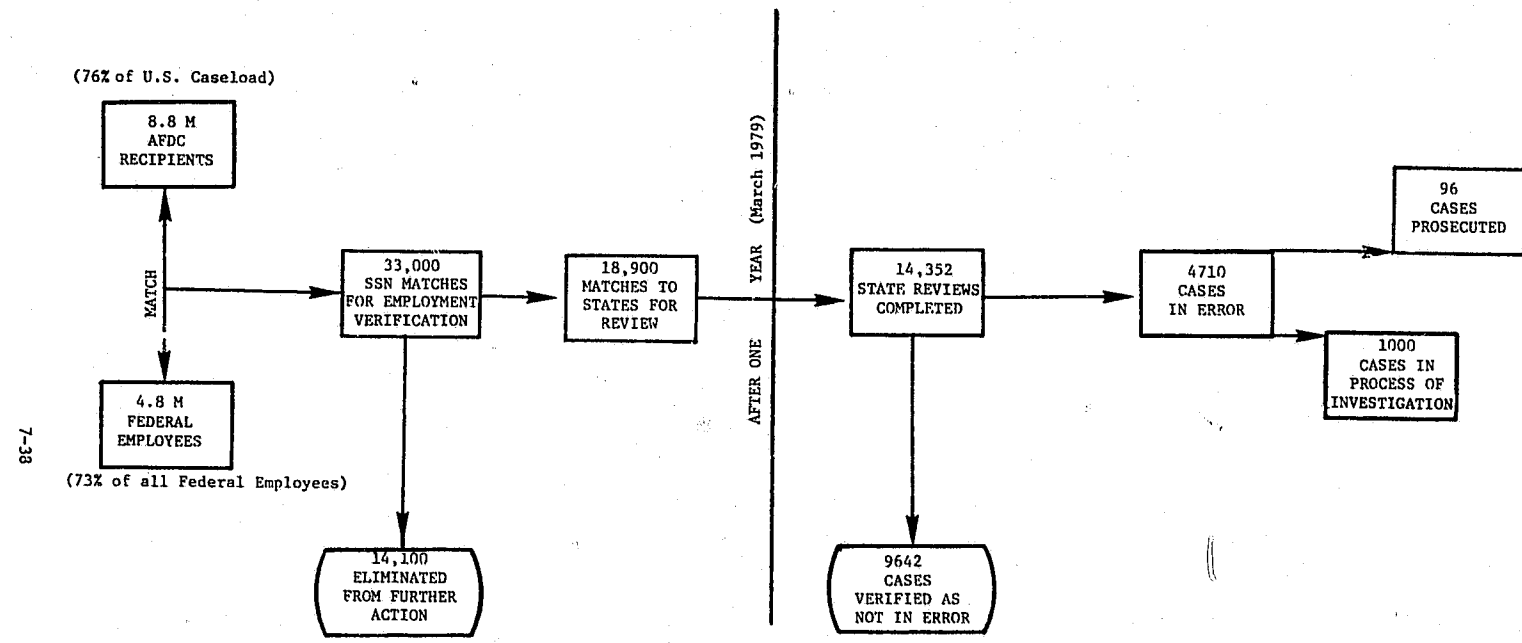 (76% of U.S. Caseload)
8.8 M
AFDC
RECIPIENTS
MATCH
4.8 M
FEDERAL
EMPLOYEES
(73% of all Federal Employees)
33,000
SSN MATCHES
FOR EMPLOYMENT
VERIFICATION
14,100
ELIMINATED
FROM FURTHER
ACTION
18,900
MATCHES TO
STATES FOR
REVIEW
AFTER ONE YEAR (March 1979)
14,352
STATE REVIEWS
COMPLETED
9642
CASES
VERIFIED AS
NOT IN ERROR
4710
CASES
IN ERROR
96
CASES
PROSECUTED
1000
CASES IN
PROCESS OF
INVESTIGATION
7-38